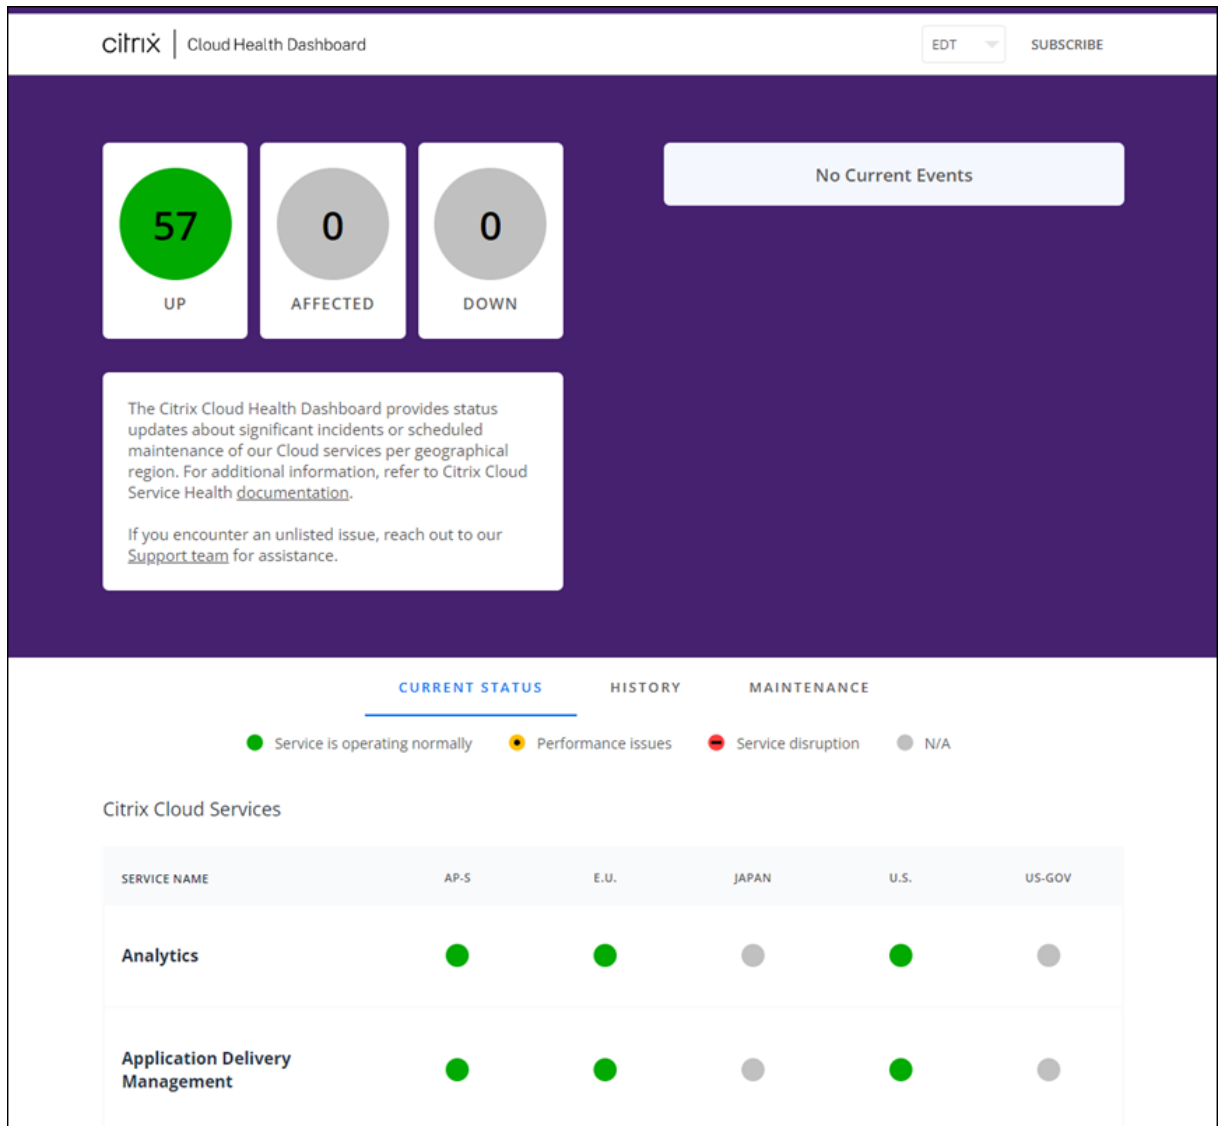 citrix | Cloud Health Dashboard
EDT
SUBSCRIBE
57
UP
0
AFFECTED
0
DOWN
No Current Events
The Citrix Cloud Health Dashboard provides status
updates about significant incidents or scheduled
maintenance of our Cloud services per geographical
region. For additional information, refer to Citrix Cloud
Service Health documentation.
If you encounter an unlisted issue, reach out to our
Support team for assistance.
CURRENT STATUS HISTORY MAINTENANCE
Service is operating normally Performance issues Service disruption N/A
Citrix Cloud Services
SERVICE NAME AP-S E.U. JAPAN U.S. US-GOV
Analytics
Application Delivery
Management